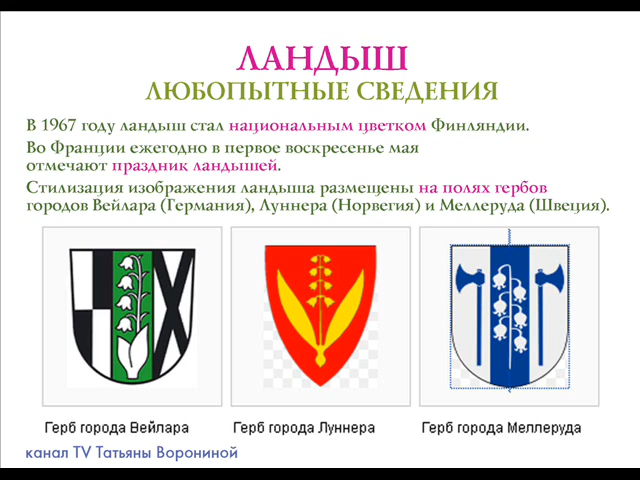 ЛАНДЫШ
ЛЮБОПЫТНЫЕ СВЕДЕНИЯ
В 1967 году ландыш стал национальным цветком Финляндии.
Во Франции ежегодно в первое воскресенье мая
отмечают праздник ландышей.
Стилизация изображения ландыша размещены на полях гербов
городов Вейлара (Германия), Луннера (Норвегия) и Меллеруда (Швеция).
Герб города Вейлара
Герб города Луннера
Герб города Меллеруда
канал TV Татьяны Ворониной